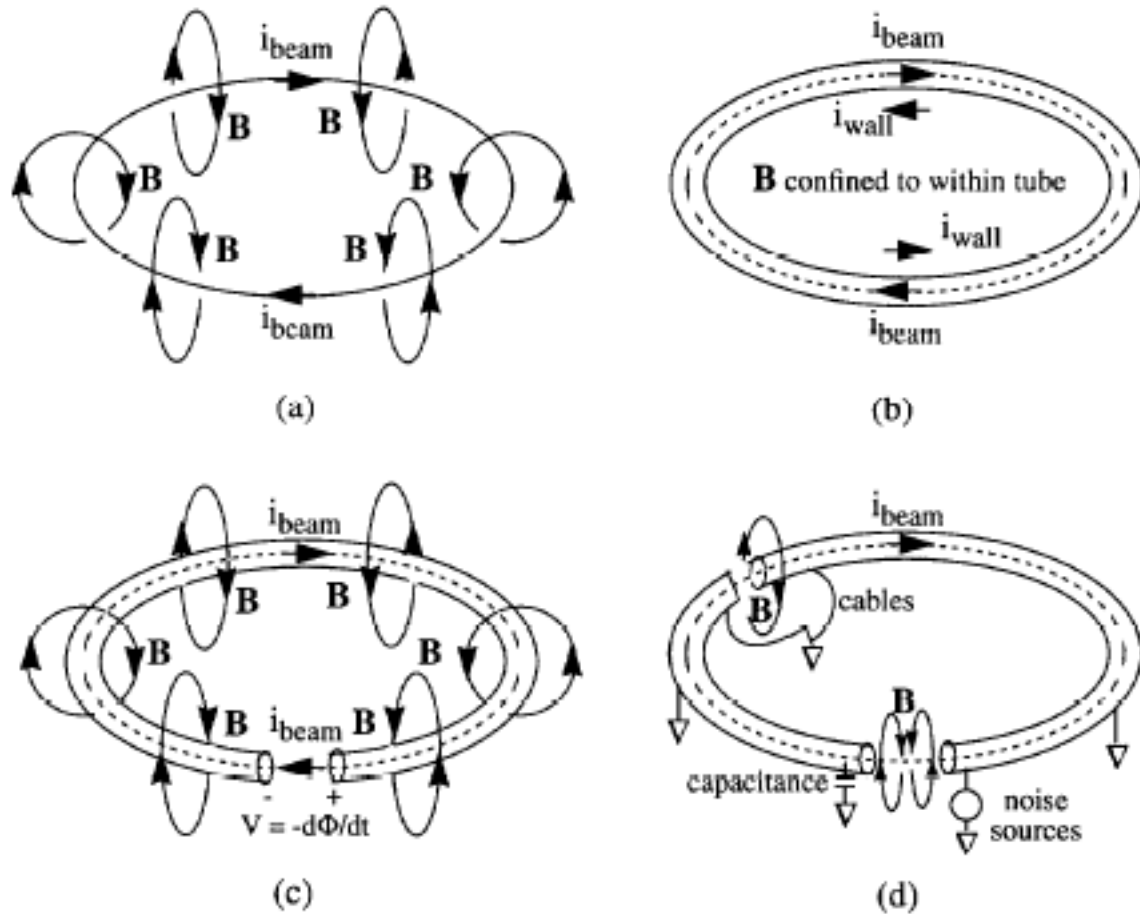 i_beam
B
B
B
B
B
B
i_beam
(a)
i_beam
i_wall
B confined to within tube
i_wall
i_beam
(b)
i_beam
B
B
B
B
B
i_beam
B
- +
V = -dΦ/dt
(c)
i_beam
B
cables
B
capacitance
noise
sources
(d)